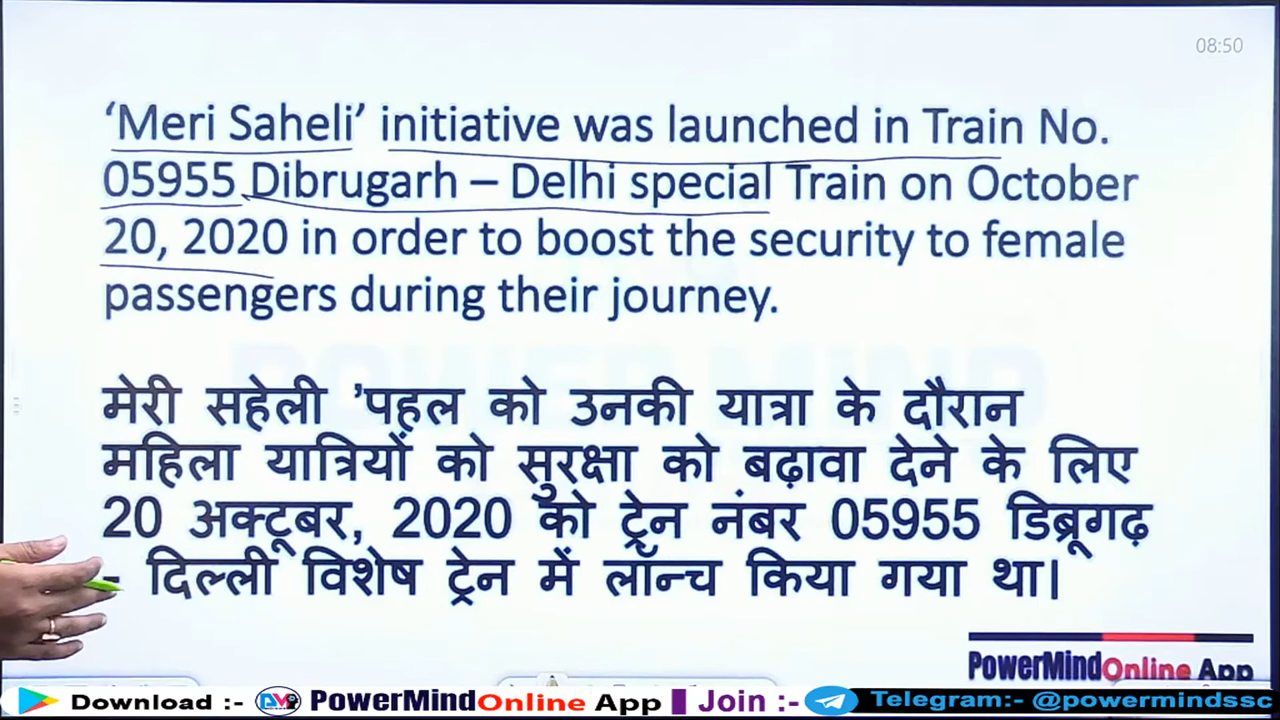 08:50
‘Meri Saheli’ initiative was launched in Train No.
05955 Dibrugarh – Delhi special Train on October
20, 2020 in order to boost the security to female
passengers during their journey.
मेरी सहेली ’पहल को उनकी यात्रा के दौरान
महिला यात्रियों को सुरक्षा को बढ़ावा देने के लिए
20 अक्टूबर, 2020 को ट्रेन नंबर 05955 डिब्रूगढ़
- दिल्ली विशेष ट्रेन में लॉन्च किया गया था।
POWER MIND
PowerMindOnline App
Download :- PowerMindOnline App Join :- Telegram:- @powermindssc